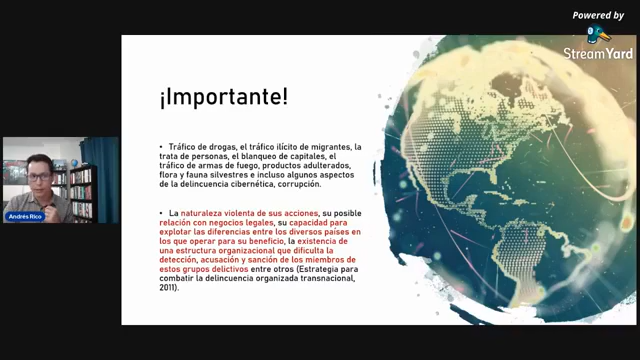 Powered by
StreamYard
¡Importante!
• Tráfico de drogas, el tráfico ilícito de migrantes, la
trata de personas, el blanqueo de capitales, el
tráfico de armas de fuego, productos adulterados,
flora y fauna silvestres e incluso algunos aspectos
de la delincuencia cibernética, corrupción.
• La naturaleza violenta de sus acciones, su posible
relación con negocios legales, su capacidad para
explotar las diferencias entre los diversos países en
los que operar para su beneficio, la existencia de
una estructura organizacional que dificulta la
detección, acusación y sanción de los miembros de
estos grupos delictivos entre otros (Estrategia para
combatir la delincuencia organizada transnacional,
2011).
Andrés Rico